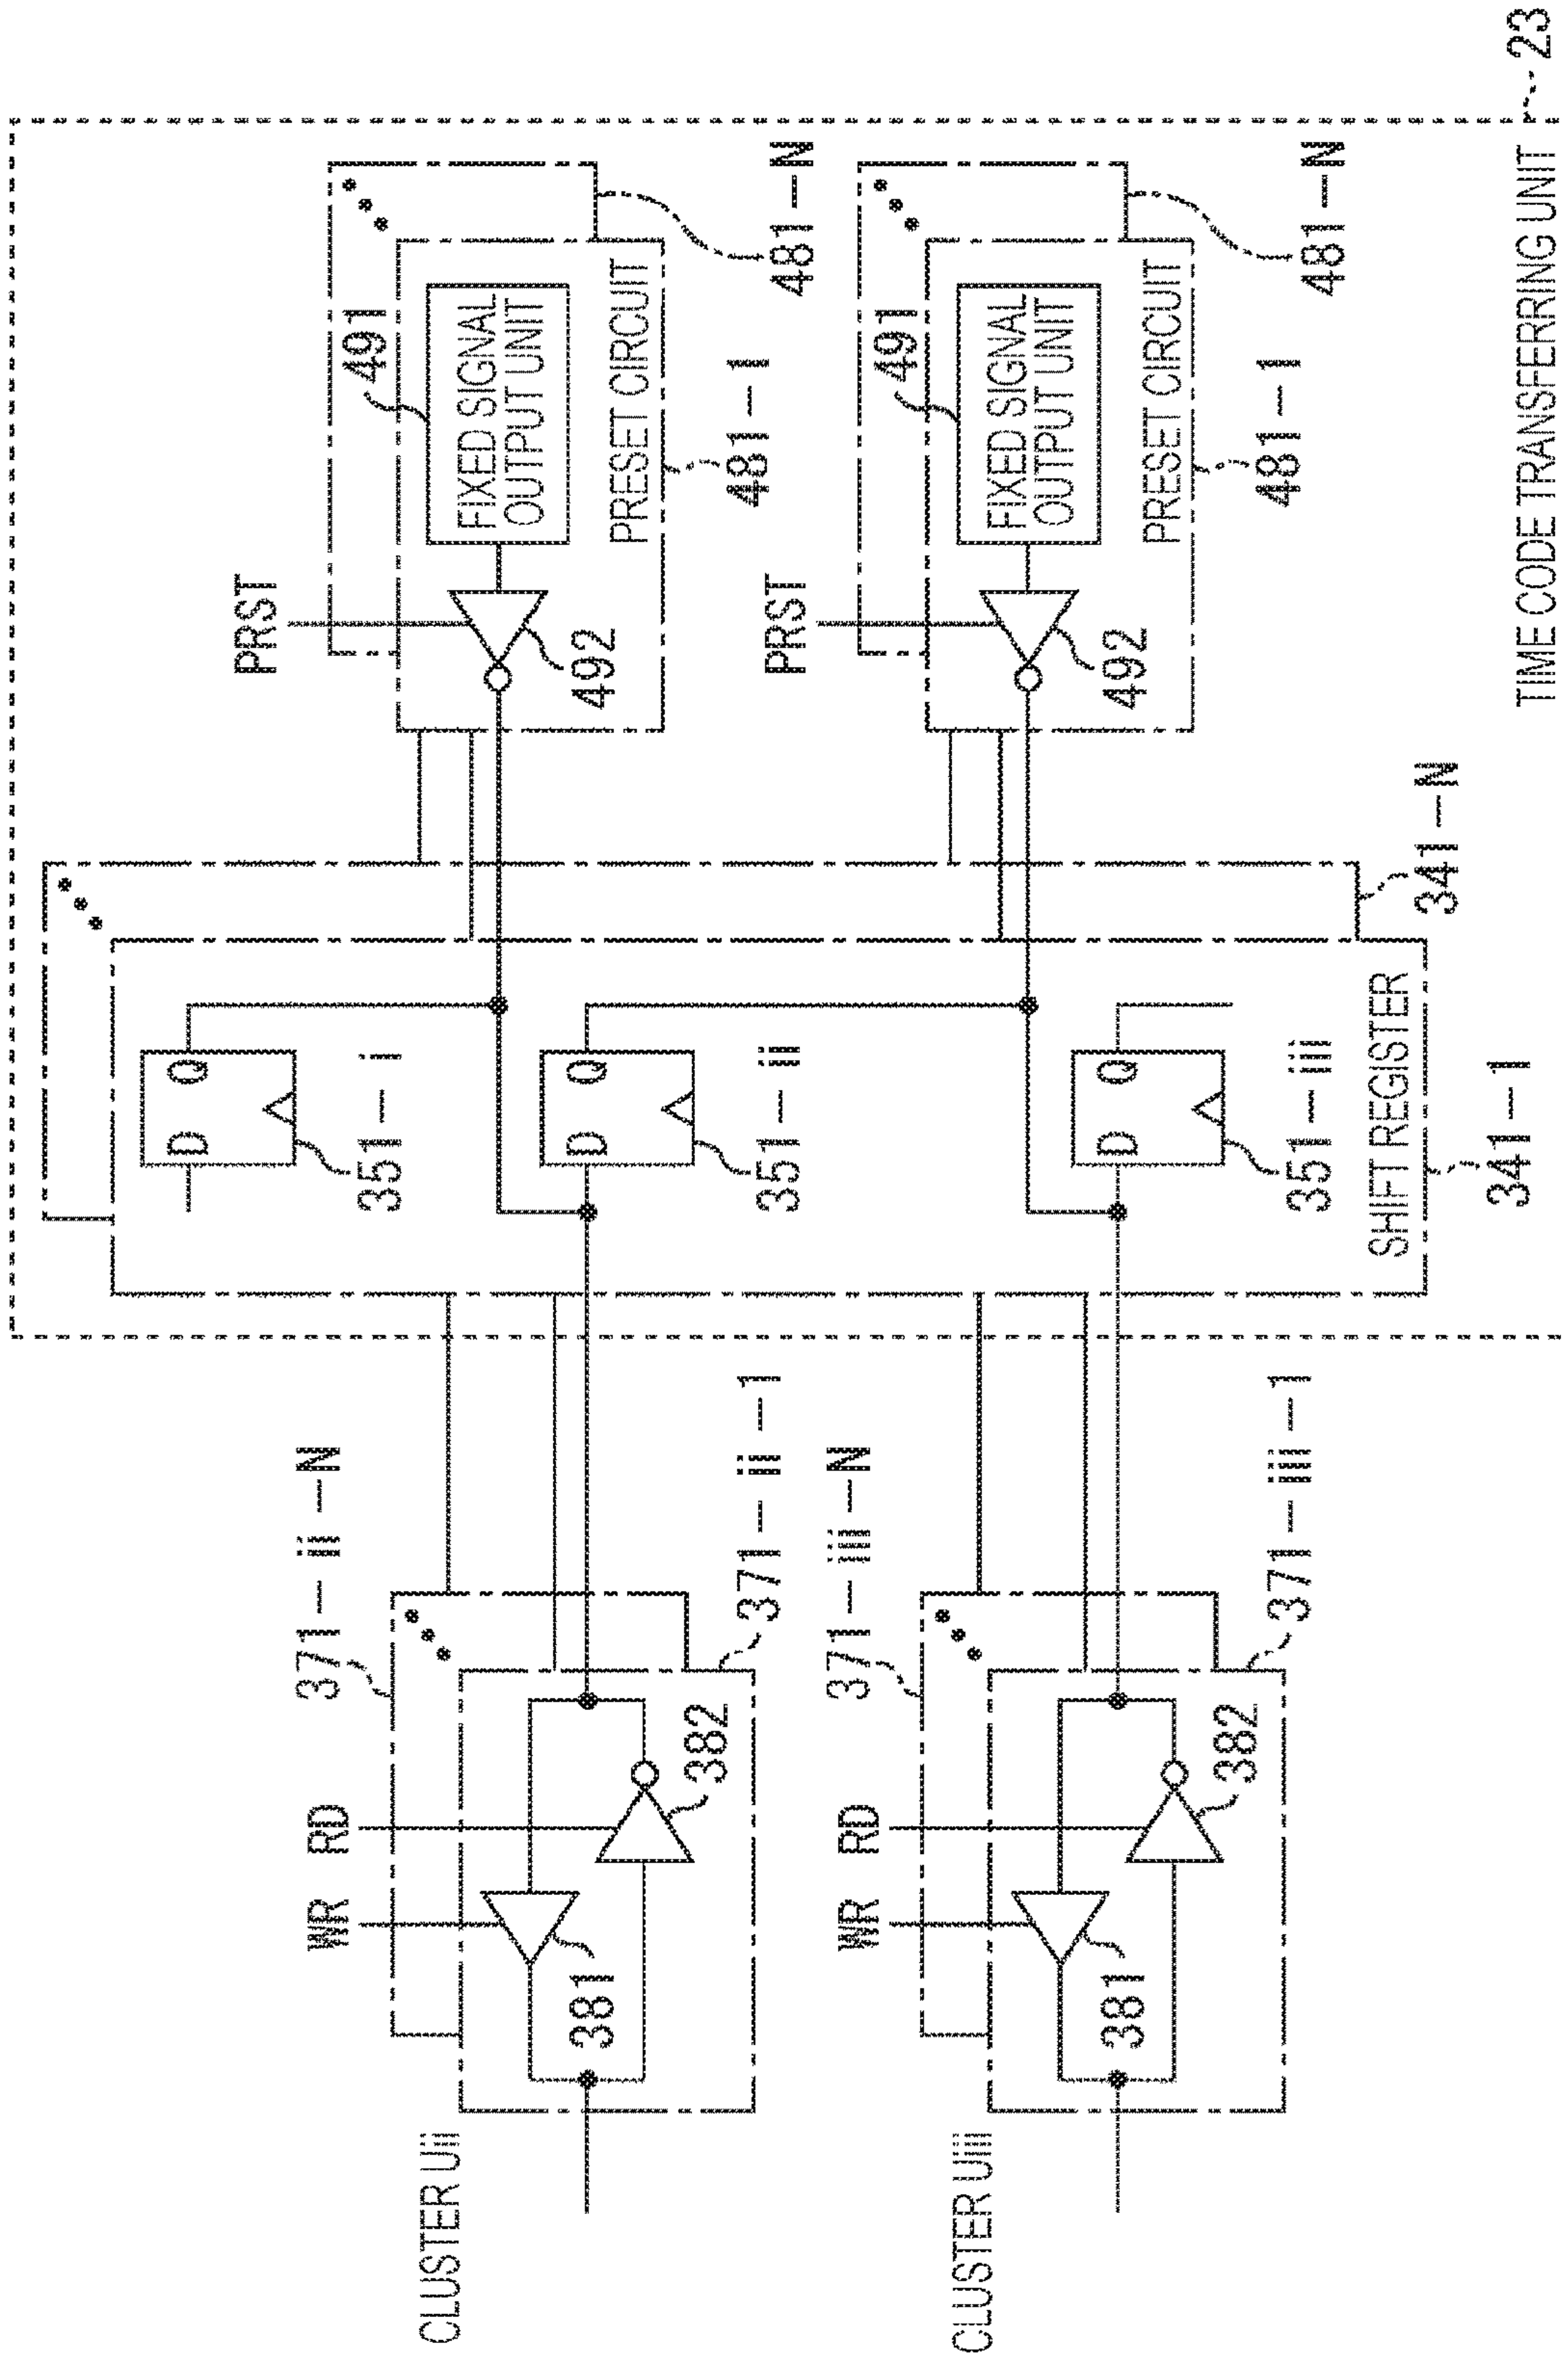 23
TIME CODE TRANSFERRING UNIT
PRST
491
FIXED SIGNAL
OUTPUT UNIT
492
PRESET CIRCUIT
481-1
481-N
PRST
491
FIXED SIGNAL
OUTPUT UNIT
492
PRESET CIRCUIT
481-1
481-N
D Q
351-i
D Q
351-ii
D Q
351-iii
SHIFT REGISTER
341-1
341-N
CLUSTER Uii
WR
RD
371-ii-N
381
382
371-ii-1
CLUSTER Uiii
WR
RD
371-iii-N
381
382
371-iii-1